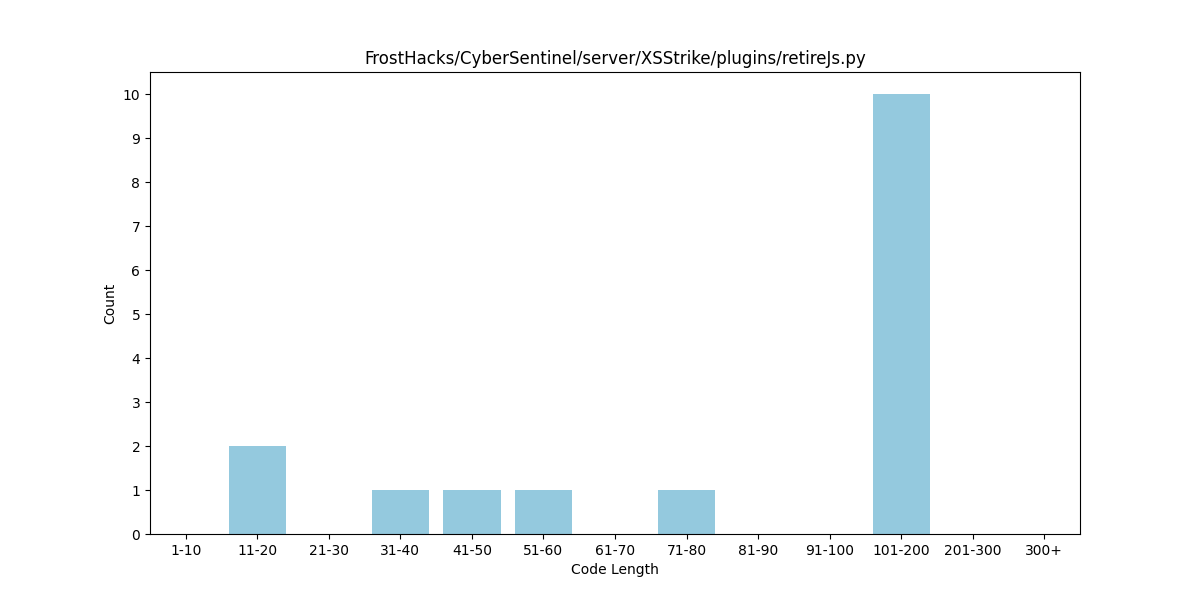 FrostHacks/CyberSentinel/server/XSStrike/plugins/retireJs.py
Count
10
9
8
7
6
5
4
3
2
1
0
1-10 11-20 21-30 31-40 41-50 51-60 61-70 71-80 81-90 91-100 101-200 201-300 300+
Code Length